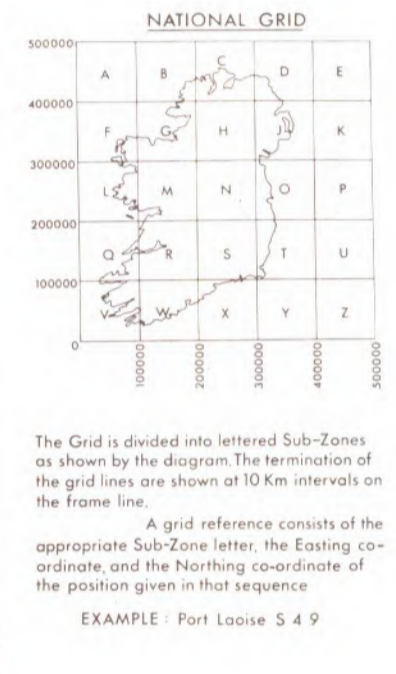 NATIONAL GRID
500000
A B C D E
400000
F G H J K
300000
L M N O P
200000
Q R S T U
100000
V W X Y Z
0
100000 200000 300000 400000 500000
The Grid is divided into lettered Sub-Zones
as shown by the diagram. The termination of
the grid lines are shown at 10 Km intervals on
the frame line.
A grid reference consists of the
appropriate Sub-Zone letter, the Easting co-
ordinate, and the Northing co-ordinate of
the position given in that sequence
EXAMPLE : Port Laoise S 4 9